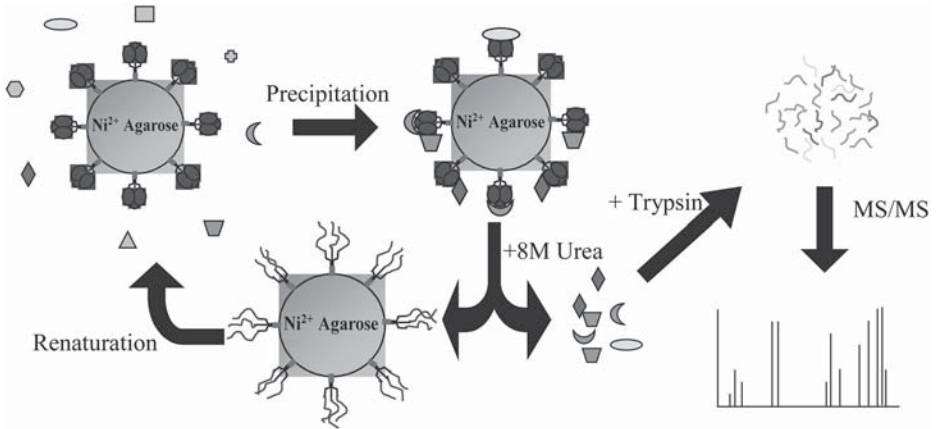 Ni²⁺ Agarose
Precipitation
Ni²⁺ Agarose
+ Trypsin
MS/MS
+8M Urea
Ni²⁺ Agarose
Renaturation